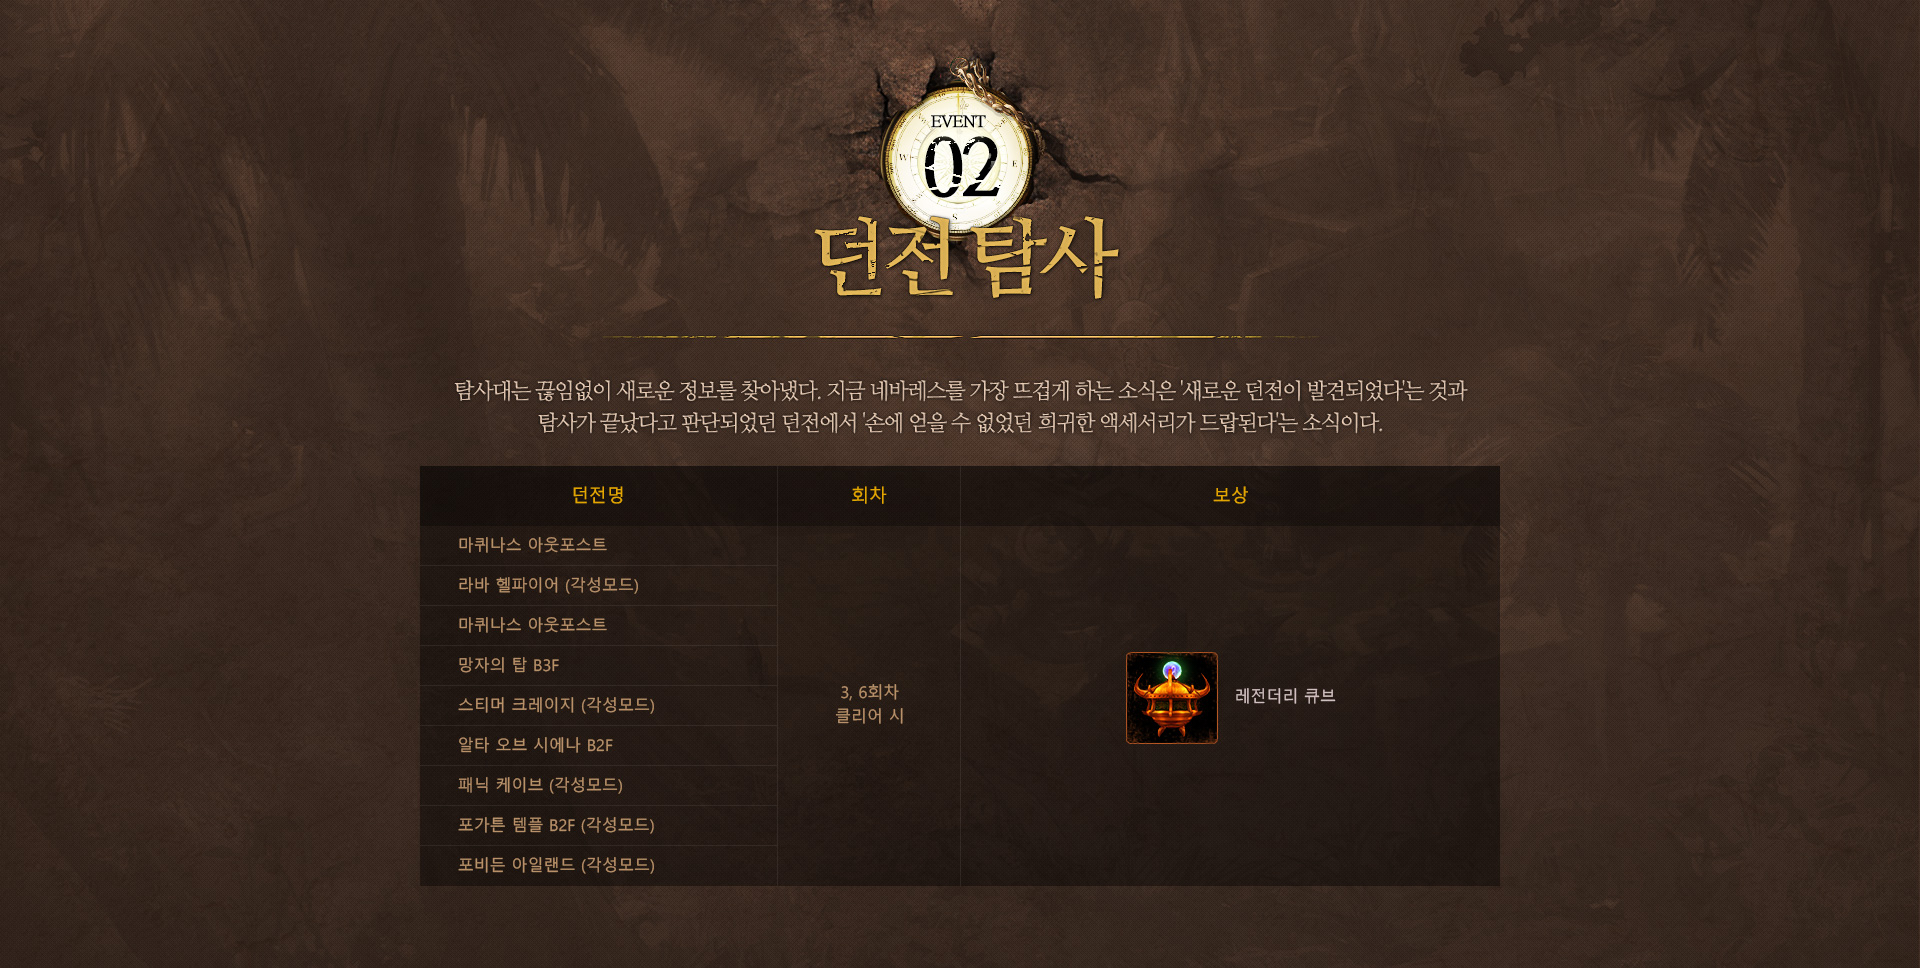 EVENT
02
던전 탐사
탐사대는 끊임없이 새로운 정보를 찾아냈다. 지금 네바레스를 가장 뜨겁게 하는 소식은 '새로운 던전이 발견되었다'는 것과
탐사가 끝났다고 판단되었던 던전에서 '손에 얻을 수 없었던 희귀한 액세서리가 드랍된다'는 소식이다.
던전명
회차
보상
마퀴나스 아웃포스트
라바 헬파이어 (각성모드)
마퀴나스 아웃포스트
망자의 탑 B3F
스티머 크레이지 (각성모드)
알타 오브 시에나 B2F
패닉 케이브 (각성모드)
포가튼 템플 B2F (각성모드)
포비든 아일랜드 (각성모드)
3, 6회차
클리어 시
레전더리 큐브
W
E
S